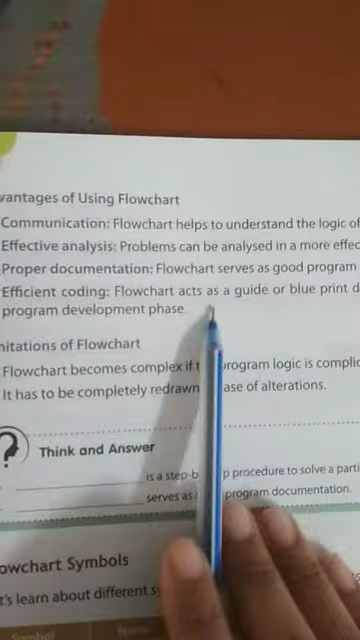 vantages of Using Flowchart
Communication: Flowchart helps to understand the logic of
Effective analysis: Problems can be analysed in a more effec
Proper documentation: Flowchart serves as good program
Efficient coding: Flowchart acts as a guide or blue print d
program development phase.
nitations of Flowchart
Flowchart becomes complex if program logic is complic
It has to be completely redrawn ase of alterations.
?
Think and Answer
is a step-b p procedure to solve a parti
serves as program documentation.
owchart Symbols
t's learn about different sy
Symbol Name